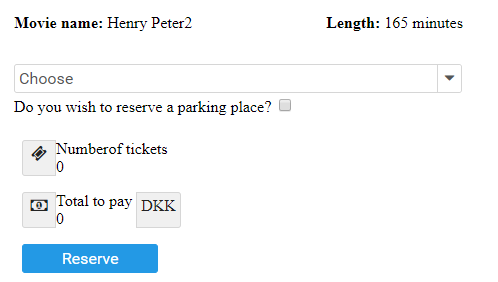 Movie name: Henry Peter2 Length: 165 minutes
Choose
Do you wish to reserve a parking place?
Numberof tickets
0
Total to pay DKK
0
Reserve